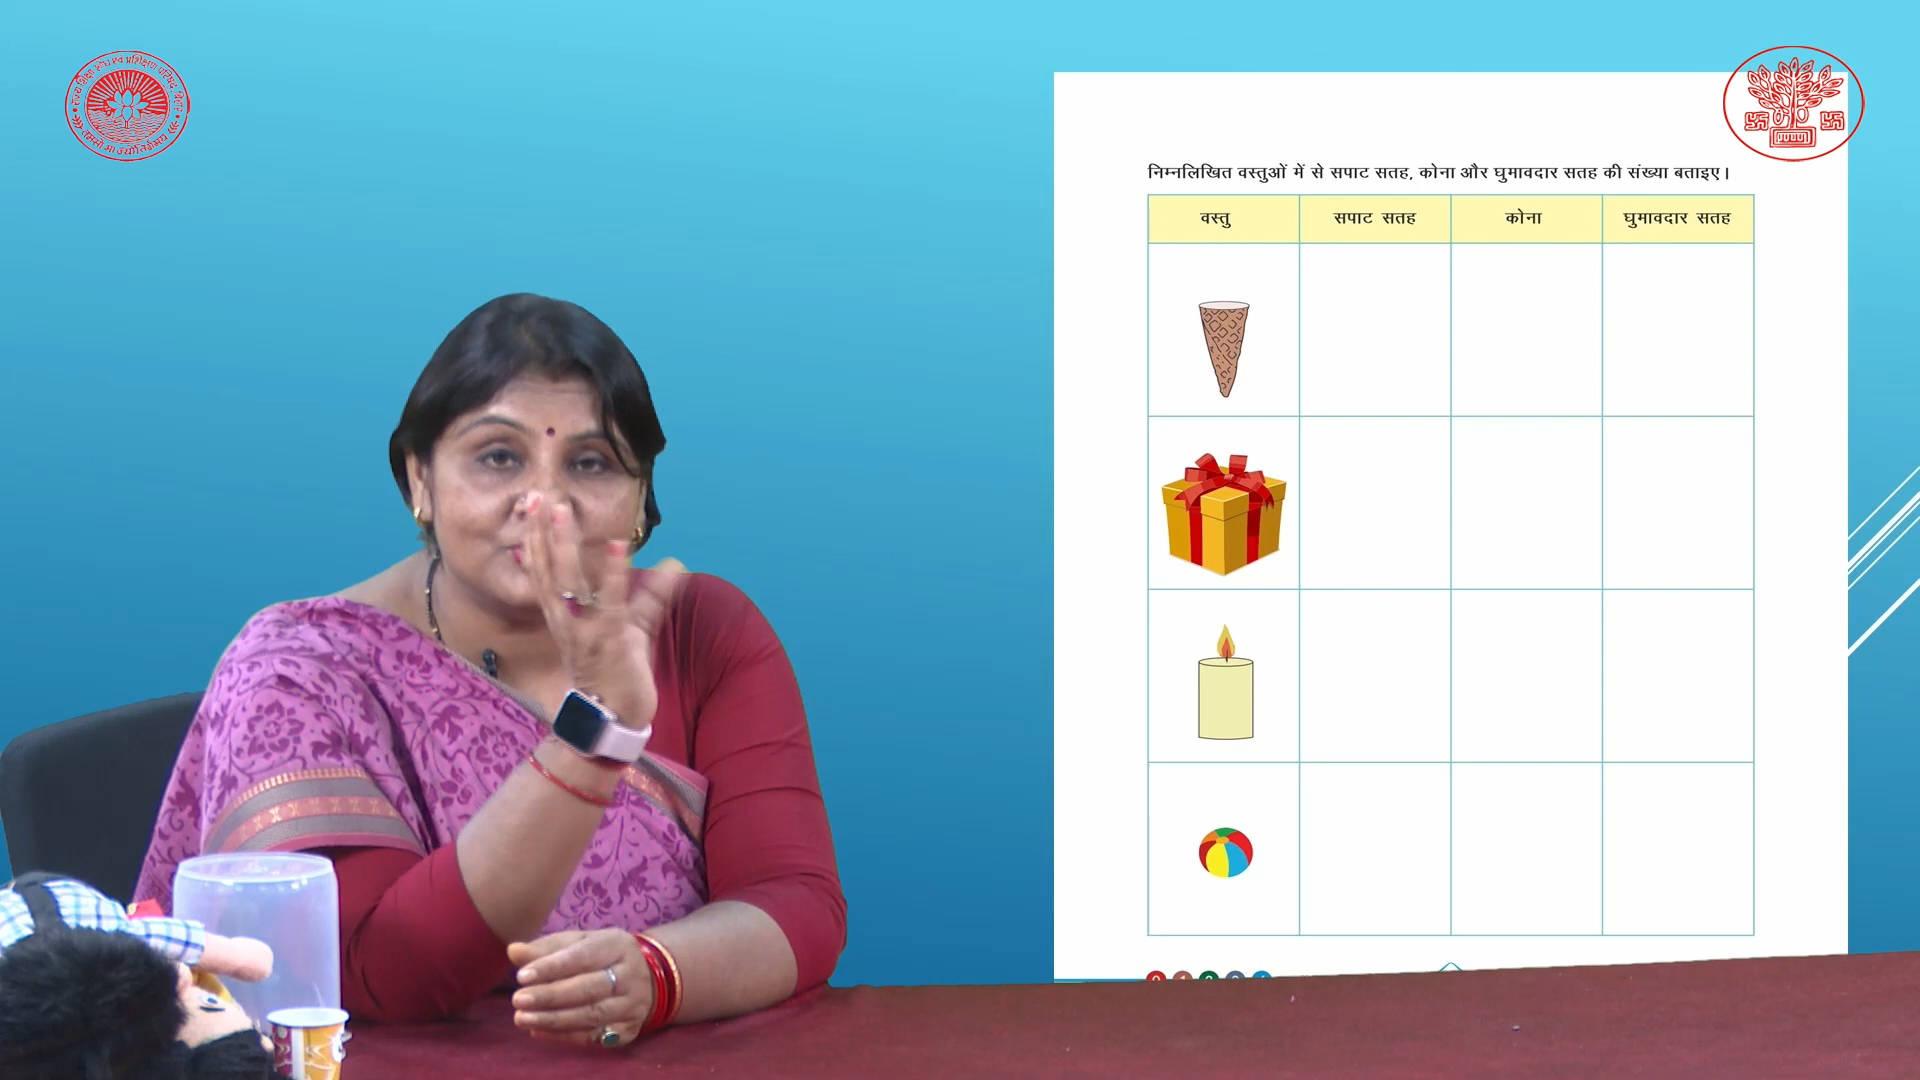 निम्नलिखित वस्तुओं में से सपाट सतह, कोना और घुमावदार सतह की संख्या बताइए।
वस्तु सपाट सतह कोना घुमावदार सतह